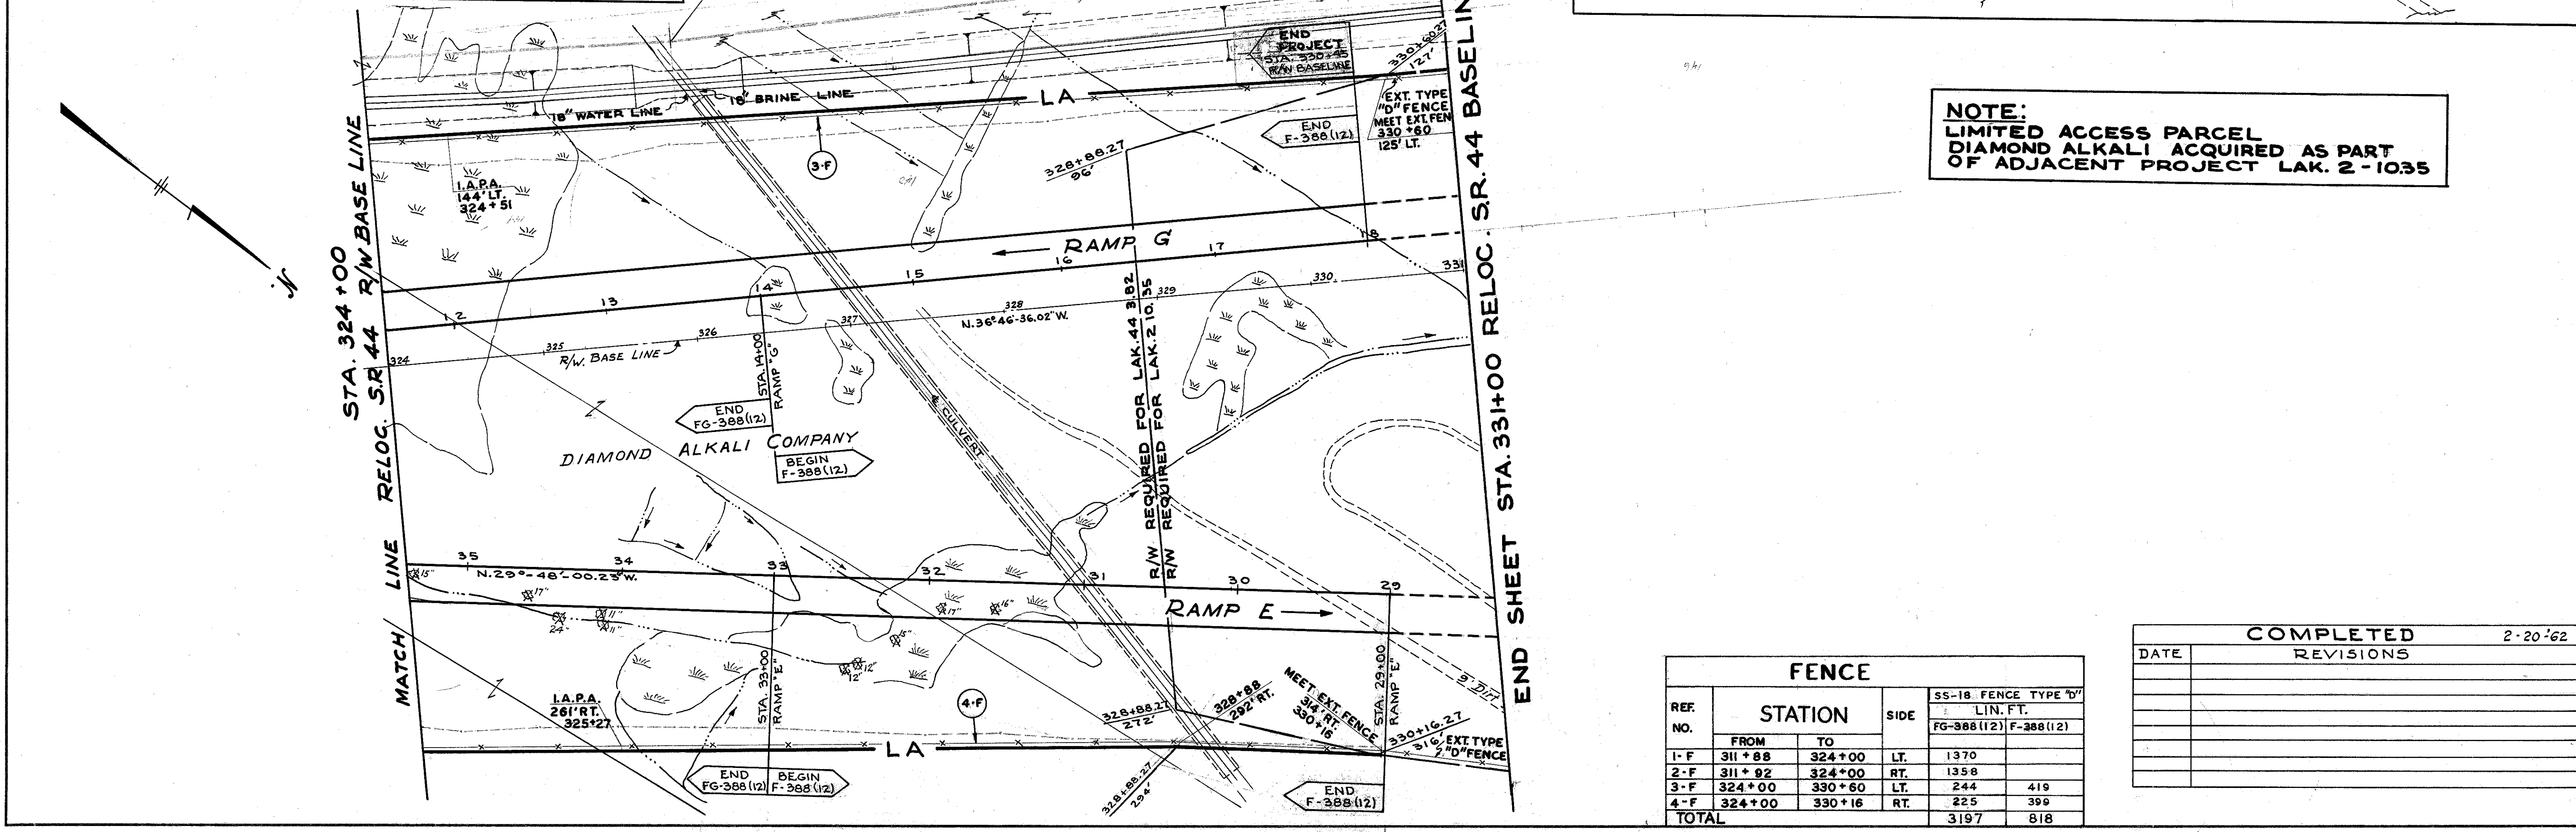 END
PROJECT
STA. 330+45
R/W BASELINE
330+60.27
127'
18" WATER LINE
18" BRINE LINE
LA
3-F
END
F-388(12)
EXT. TYPE
"D" FENCE
MEET EXT. FEN
330+60
125' LT.
I.A.P.A.
144' LT.
324+51
328+88.27
96'
STA. 324+00
MATCH LINE RELOC. S.R 44 R/W BASE LINE
END SHEET STA. 331+00 RELOC. S.R. 44 BASELIN
N
RAMP G
12 13 14 15 16 17 18
324 325 326 327 328 329 330 331
R/W. BASE LINE
N.36°46'-36.02"W.
STA. 14+00
RAMP "G"
END
FG-388(12)
BEGIN
F-388(12)
DIAMOND ALKALI COMPANY
CULVERT
R/W REQUIRED FOR LAK. 44 3.82
R/W REQUIRED FOR LAK. 2 10.35
35 34 33 32 31 30 29
N.29°-48'-00.23"W.
RAMP E
15"
17"
24"
11"
11"
17"
16"
15"
12"
12"
STA. 33+00
RAMP "E"
I.A.P.A.
261' RT.
325+27
4-F
LA
328+88.27
272'
328+88
292' RT.
MEET EXT. FENCE
314' RT.
330+16
STA. 29+00
RAMP "E"
330+16.27
316'
EXT. TYPE
"D" FENCE
9' Dirt
328+88.27
294'
END
FG-388(12)
BEGIN
F-388(12)
END
F-388(12)
NOTE:
LIMITED ACCESS PARCEL
DIAMOND ALKALI ACQUIRED AS PART
OF ADJACENT PROJECT LAK. 2-10.35
FENCE
REF. NO. STATION SIDE SS-18 FENCE TYPE "D"
LIN. FT.
FROM TO FG-388(12) F-388(12)
1-F 311+88 324+00 LT. 1370
2-F 311+92 324+00 RT. 1358
3-F 324+00 330+60 LT. 244 419
4-F 324+00 330+16 RT. 225 399
TOTAL 3197 818
COMPLETED 2-20-'62
DATE REVISIONS